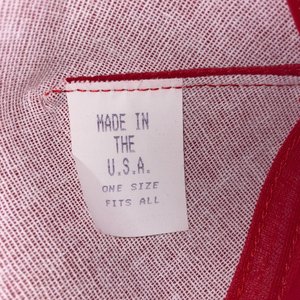 MADE IN
THE
U.S.A.
ONE SIZE
FITS ALL